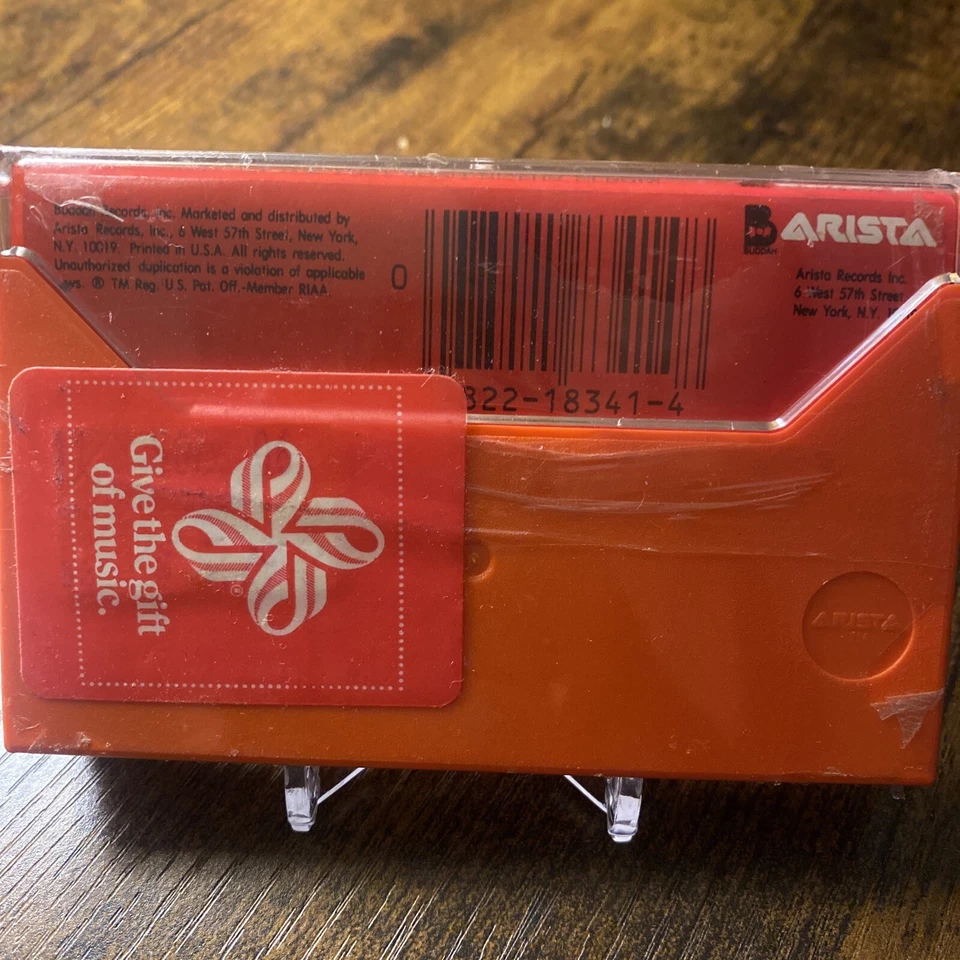 Buddah Records, Inc. Marketed and distributed by
Arista Records, Inc., 6 West 57th Street, New York,
N.Y. 10019. Printed in U.S.A. All rights reserved.
Unauthorized duplication is a violation of applicable
® TM Reg. U.S. Pat. Off.-Member RIAA
0
822-18341-4
BUDDAH
ARISTA
Arista Records Inc.
6 West 57th Street
New York, N.Y.
Give the gift
of music.
®
ARISTA